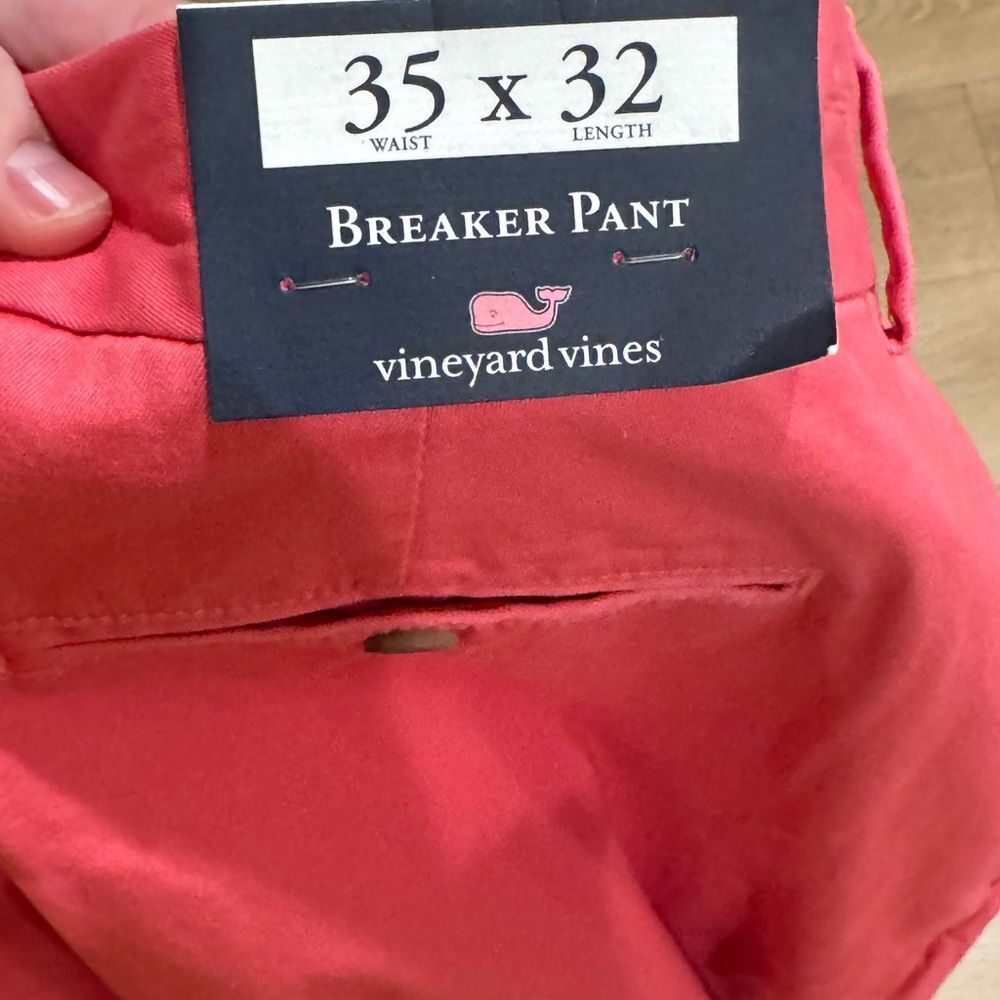 35 x 32
WAIST LENGTH
BREAKER PANT
vineyard vines